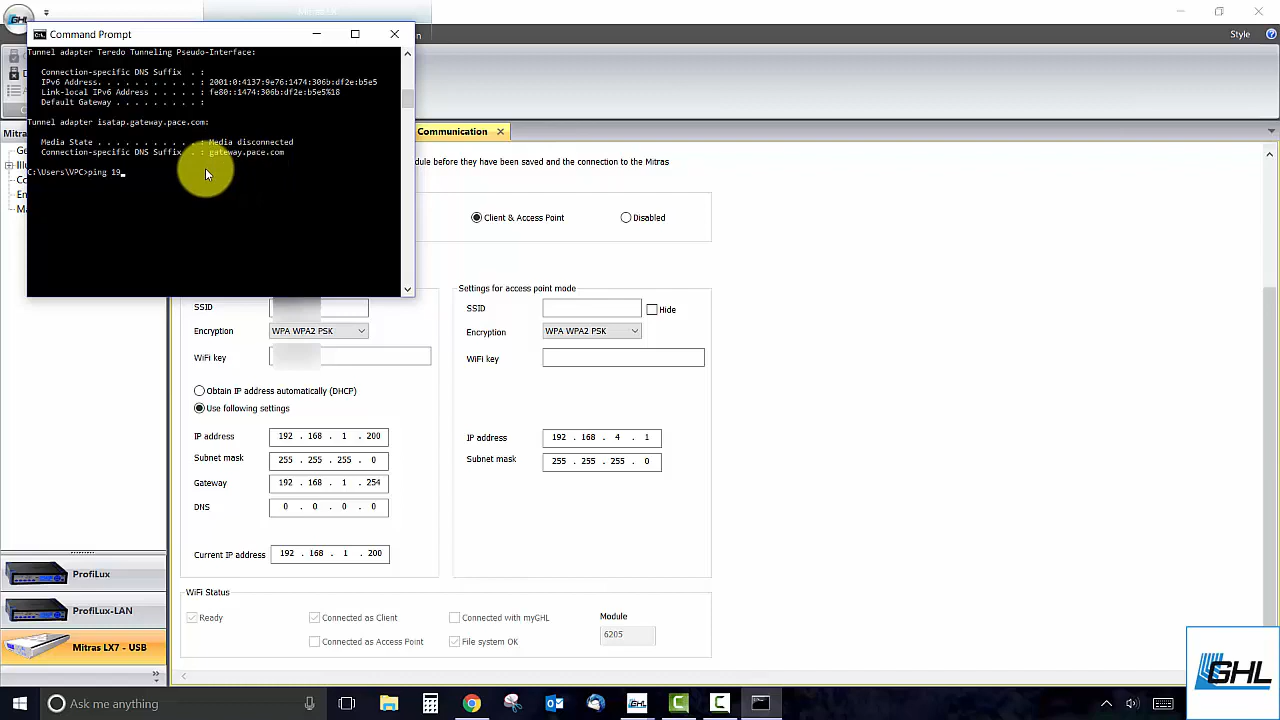 Command Prompt
Style
Tunnel adapter Teredo Tunneling Pseudo-Interface:
Connection-specific DNS Suffix . :
IPv6 Address. . . . . . . . . . . : 2001:0:4137:9e76:1474:306b:df2e:b5e5
Link-local IPv6 Address . . . . . : fe80::1474:306b:df2e:b5e5%18
Default Gateway . . . . . . . . . :
Tunnel adapter isatap.gateway.pace.com:
Media State . . . . . . . . . . . : Media disconnected
Connection-specific DNS Suffix . : gateway.pace.com
C:\Users\VPC>ping 19
Mitras
Communication
dule before they have been saved and the connection to the Mitras
Client & Access Point
Disabled
Settings for access point mode
SSID
SSID
Hide
Encryption
WPA WPA2 PSK
Encryption
WPA WPA2 PSK
WiFi key
WiFi key
Obtain IP address automatically (DHCP)
Use following settings
IP address
192 . 168 . 1 . 200
IP address
192 . 168 . 4 . 1
Subnet mask
255 . 255 . 255 . 0
Subnet mask
255 . 255 . 255 . 0
Gateway
192 . 168 . 1 . 254
DNS
0 . 0 . 0 . 0
Current IP address
192 . 168 . 1 . 200
WiFi Status
Ready
Connected as Client
Connected with myGHL
Module
Connected as Access Point
File system OK
6205
ProfiLux
ProfiLux-LAN
Mitras LX7 - USB
GHL
Ask me anything